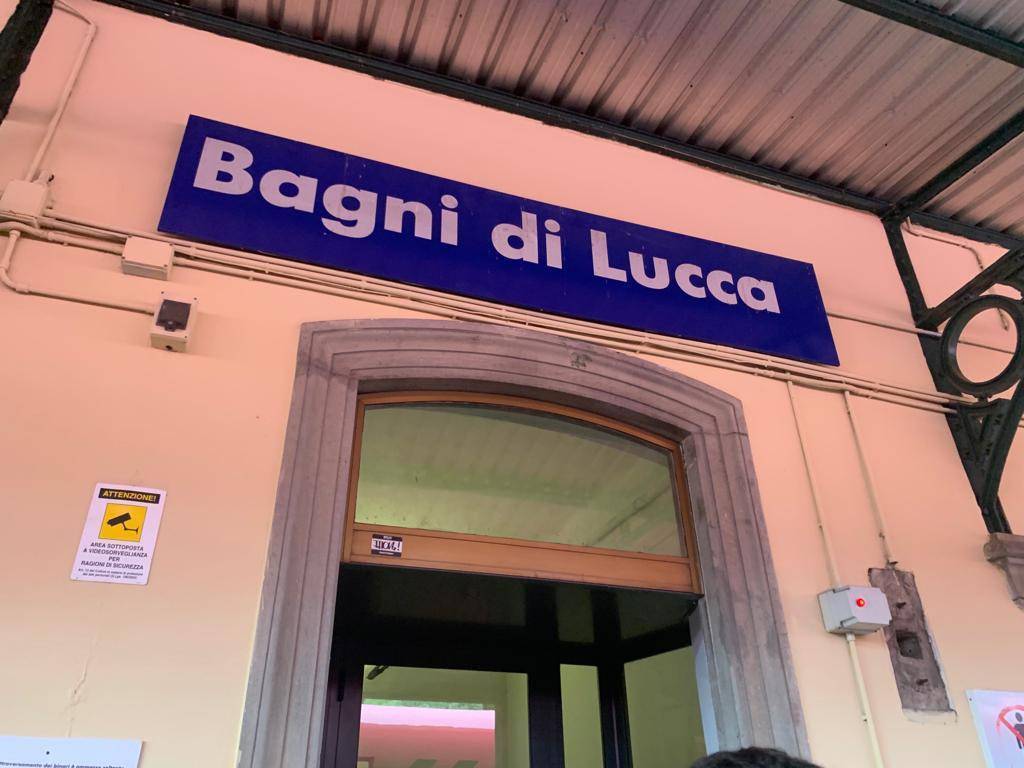 Bagni di Lucca
ATTENZIONE!
AREA SOTTOPOSTA
A VIDEOSORVEGLIANZA
PER
RAGIONI DI SICUREZZA